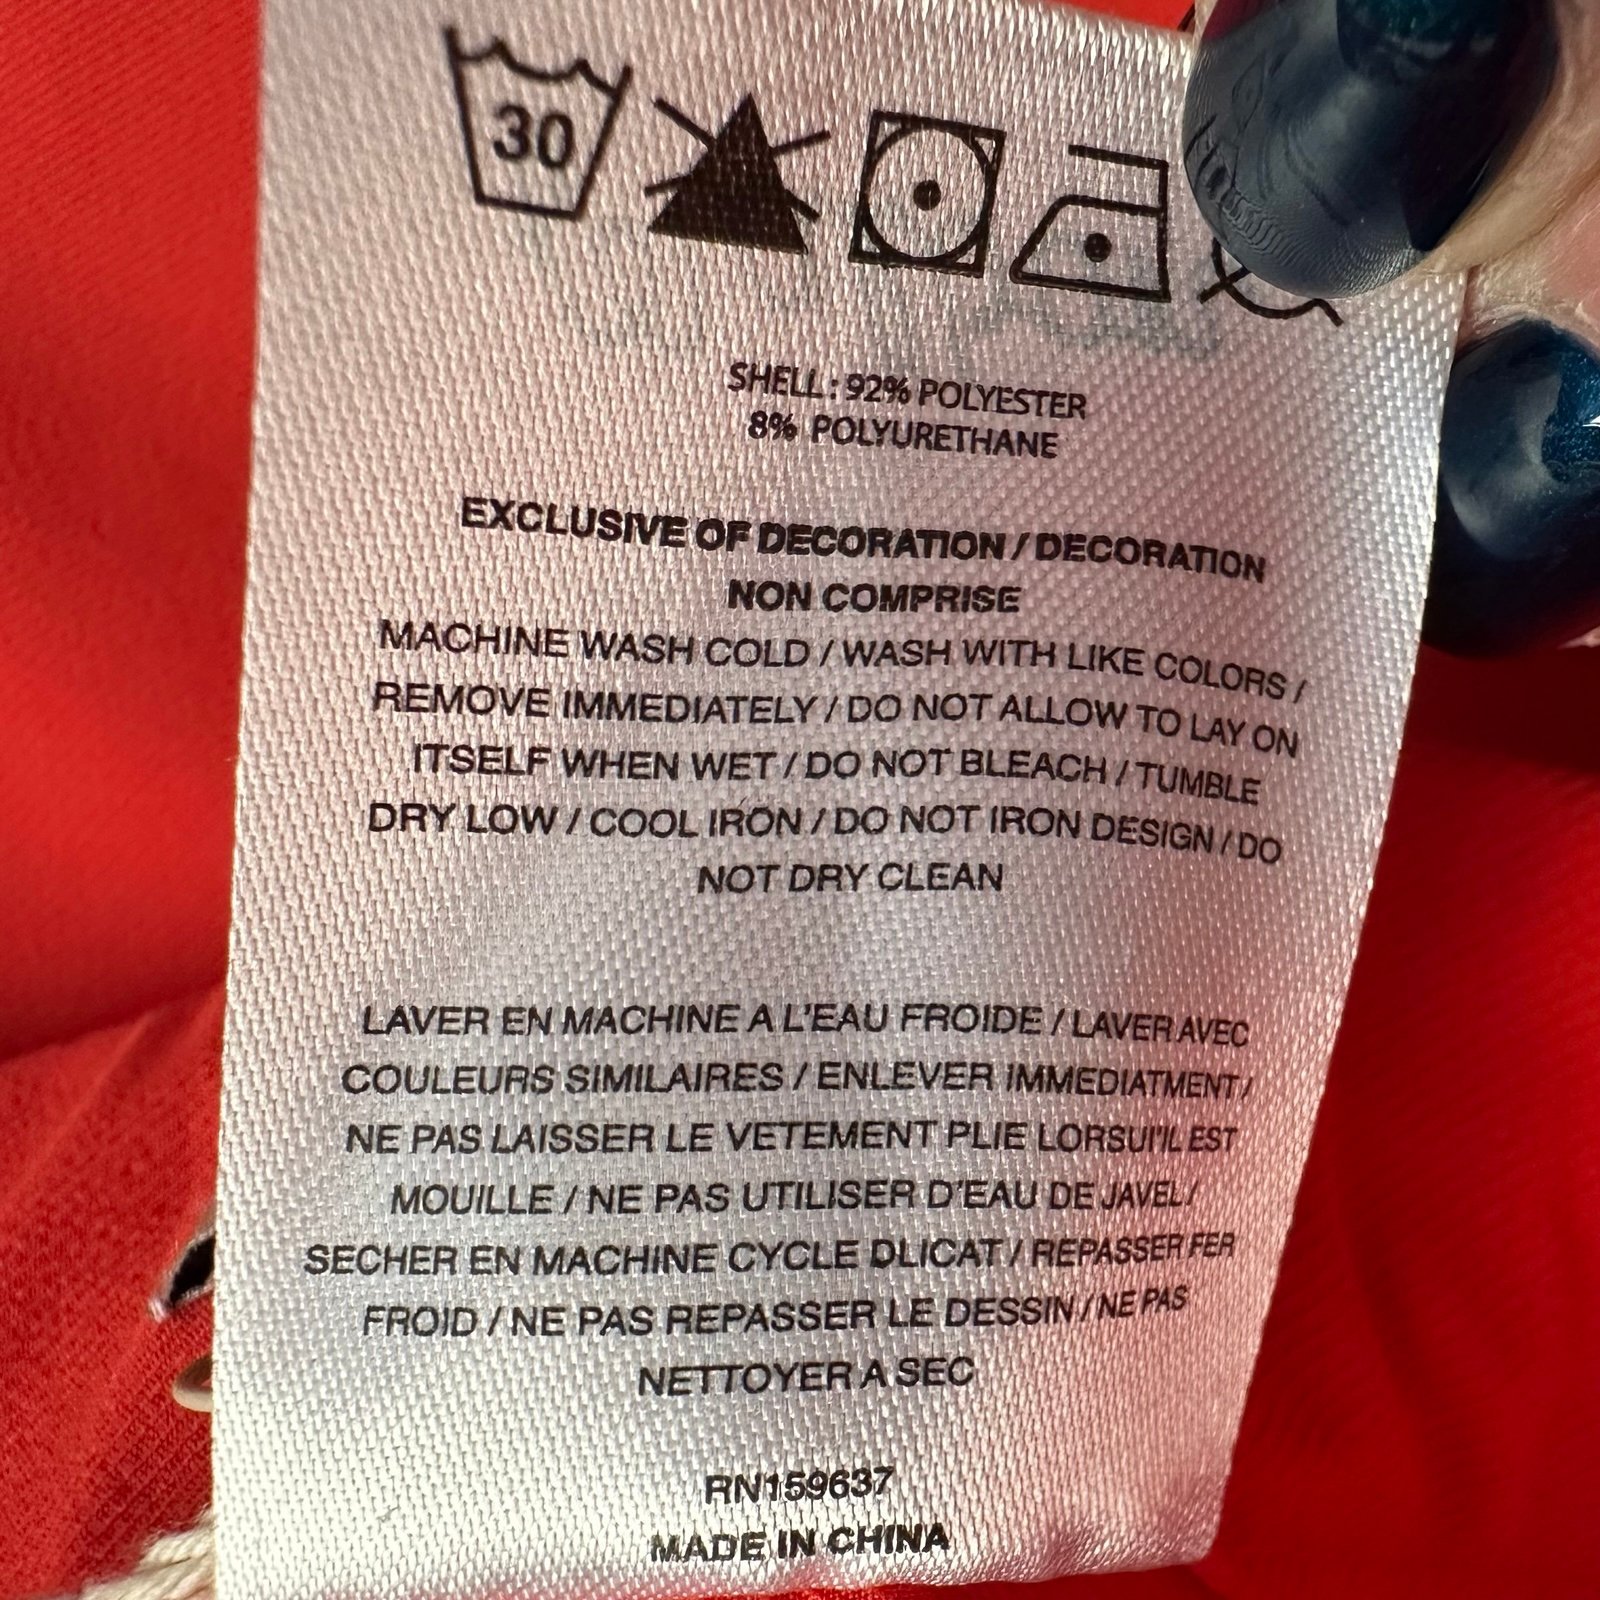 30
SHELL : 92% POLYESTER
8% POLYURETHANE
EXCLUSIVE OF DECORATION / DECORATION
NON COMPRISE
MACHINE WASH COLD / WASH WITH LIKE COLORS /
REMOVE IMMEDIATELY / DO NOT ALLOW TO LAY ON
ITSELF WHEN WET / DO NOT BLEACH / TUMBLE
DRY LOW / COOL IRON / DO NOT IRON DESIGN / DO
NOT DRY CLEAN
LAVER EN MACHINE A L'EAU FROIDE / LAVER AVEC
COULEURS SIMILAIRES / ENLEVER IMMEDIATMENT /
NE PAS LAISSER LE VETEMENT PLIE LORSUI'IL EST
MOUILLE / NE PAS UTILISER D'EAU DE JAVEL /
SECHER EN MACHINE CYCLE DLICAT / REPASSER FER
FROID / NE PAS REPASSER LE DESSIN / NE PAS
NETTOYER A SEC
RN159637
MADE IN CHINA